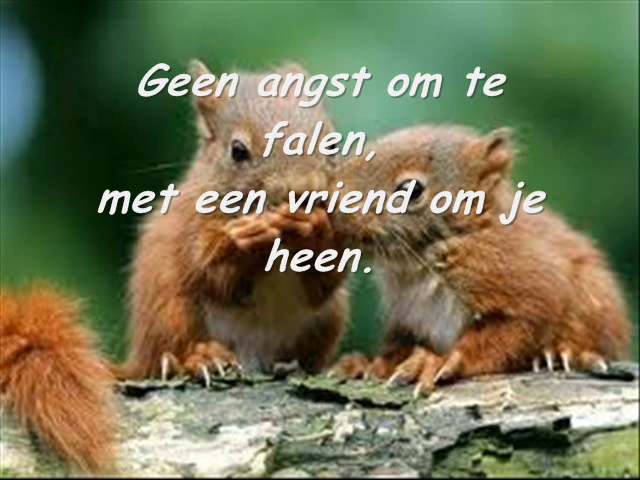 Geen angst om te
falen,
met een vriend om je
heen.